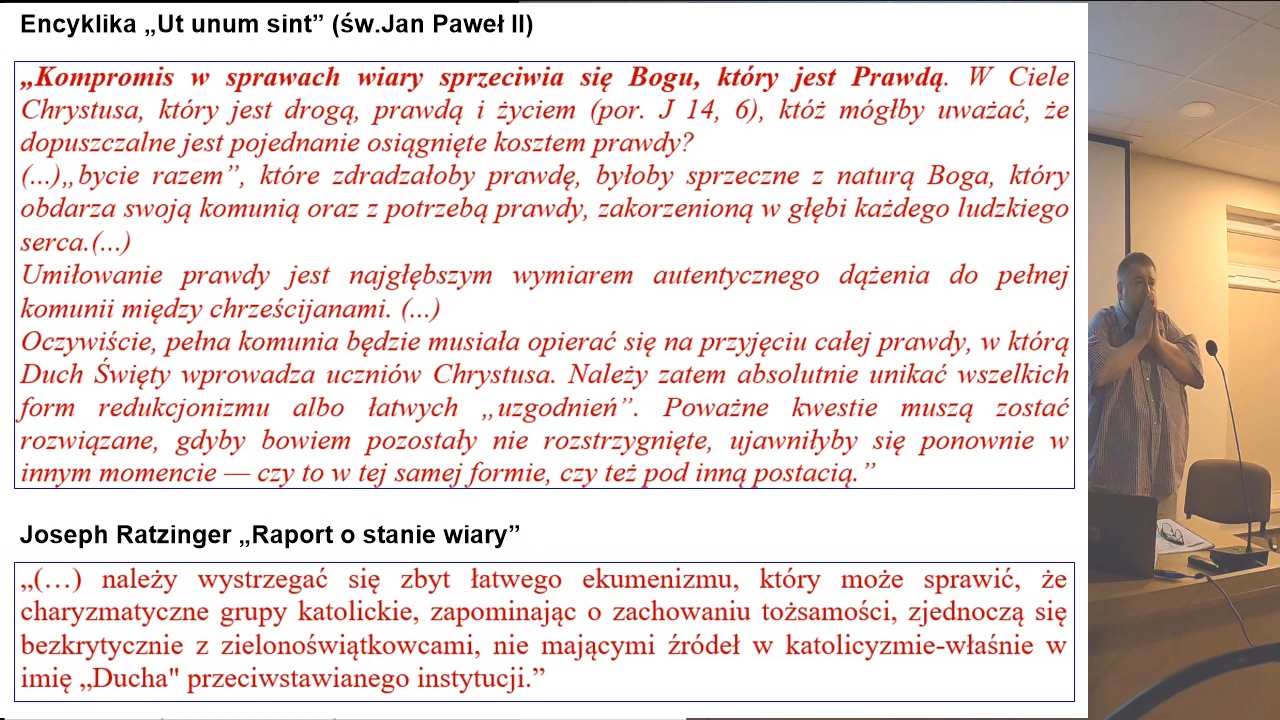 Encyklika „Ut unum sint” (św.Jan Paweł II)
„Kompromis w sprawach wiary sprzeciwia się Bogu, który jest Prawdą. W Ciele
Chrystusa, który jest drogą, prawdą i życiem (por. J 14, 6), któż mógłby uważać, że
dopuszczalne jest pojednanie osiągnięte kosztem prawdy?
(...)„bycie razem”, które zdradzałoby prawdę, byłoby sprzeczne z naturą Boga, który
obdarza swoją komunią oraz z potrzebą prawdy, zakorzenioną w głębi każdego ludzkiego
serca.(...)
Umiłowanie prawdy jest najgłębszym wymiarem autentycznego dążenia do pełnej
komunii między chrześcijanami. (...)
Oczywiście, pełna komunia będzie musiała opierać się na przyjęciu całej prawdy, w którą
Duch Święty wprowadza uczniów Chrystusa. Należy zatem absolutnie unikać wszelkich
form redukcjonizmu albo łatwych „uzgodnień”. Poważne kwestie muszą zostać
rozwiązane, gdyby bowiem pozostały nie rozstrzygnięte, ujawniłyby się ponownie w
innym momencie — czy to w tej samej formie, czy też pod inną postacią.”
Joseph Ratzinger „Raport o stanie wiary”
„(…) należy wystrzegać się zbyt łatwego ekumenizmu, który może sprawić, że
charyzmatyczne grupy katolickie, zapominając o zachowaniu tożsamości, zjednoczą się
bezkrytycznie z zielonoświątkowcami, nie mającymi źródeł w katolicyzmie-właśnie w
imię „Ducha" przeciwstawianego instytucji.”